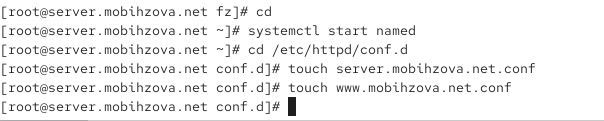 [root@server.mobihzova.net fz]# cd
[root@server.mobihzova.net ~]# systemctl start named
[root@server.mobihzova.net ~]# cd /etc/httpd/conf.d
[root@server.mobihzova.net conf.d]# touch server.mobihzova.net.conf
[root@server.mobihzova.net conf.d]# touch www.mobihzova.net.conf
[root@server.mobihzova.net conf.d]#